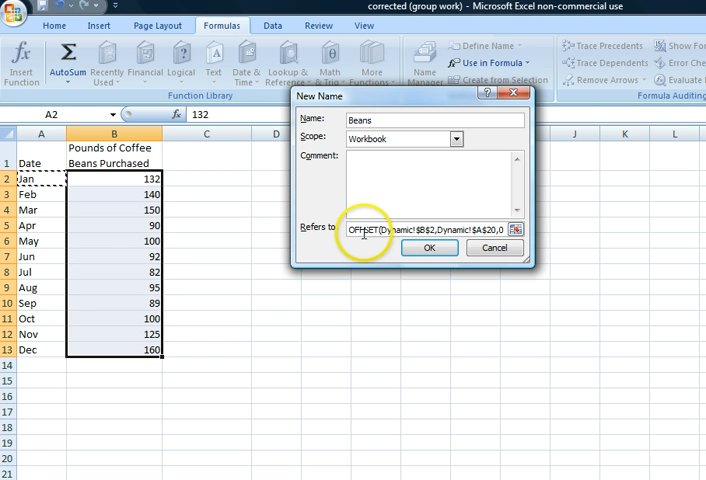 corrected (group work) - Microsoft Excel non-commercial use
Home Insert Page Layout Formulas Data Review View
Insert Function
AutoSum
Recently Used
Financial
Logical
Text
Date & Time
Lookup & Reference
Math & Trig
More Functions
Function Library
Name Manager
Define Name
Use in Formula
Create from Selection
Trace Precedents
Trace Dependents
Remove Arrows
Show For
Error Che
Evaluate
Formula Auditing
A2 fx 132
New Name
?
Name: Beans
Scope: Workbook
Comment:
Refers to OFFSET(Dynamic!$B$2,Dynamic!$A$20,0
OK Cancel
A B C D J K L
1 Date Pounds of Coffee
Beans Purchased
2 Jan 132
3 Feb 140
4 Mar 150
5 Apr 90
6 May 100
7 Jun 92
8 Jul 82
9 Aug 95
10 Sep 89
11 Oct 100
12 Nov 125
13 Dec 160
14
15
16
17
18
19
20
21